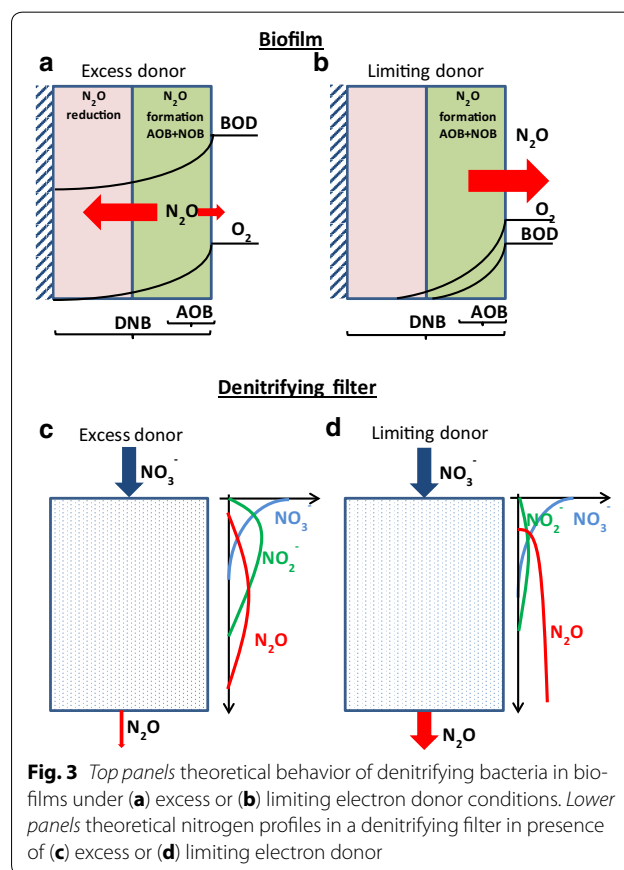 Biofilm
a
Excess donor
N₂O
reduction
N₂O
formation
AOB+NOB
BOD
N₂O
O₂
AOB
DNB
b
Limiting donor
N₂O
formation
AOB+NOB
N₂O
O₂
BOD
AOB
DNB
Denitrifying filter
c
Excess donor
NO₃⁻
NO₃⁻
NO₂⁻
N₂O
N₂O
d
Limiting donor
NO₃⁻
NO₂⁻
NO₃⁻
N₂O
N₂O
Fig. 3 Top panels theoretical behavior of denitrifying bacteria in bio-
films under (a) excess or (b) limiting electron donor conditions. Lower
panels theoretical nitrogen profiles in a denitrifying filter in presence
of (c) excess or (d) limiting electron donor